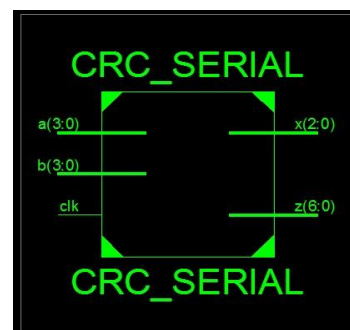 CRC_SERIAL
a(3:0) x(2:0)
b(3:0)
clk z(6:0)
CRC_SERIAL